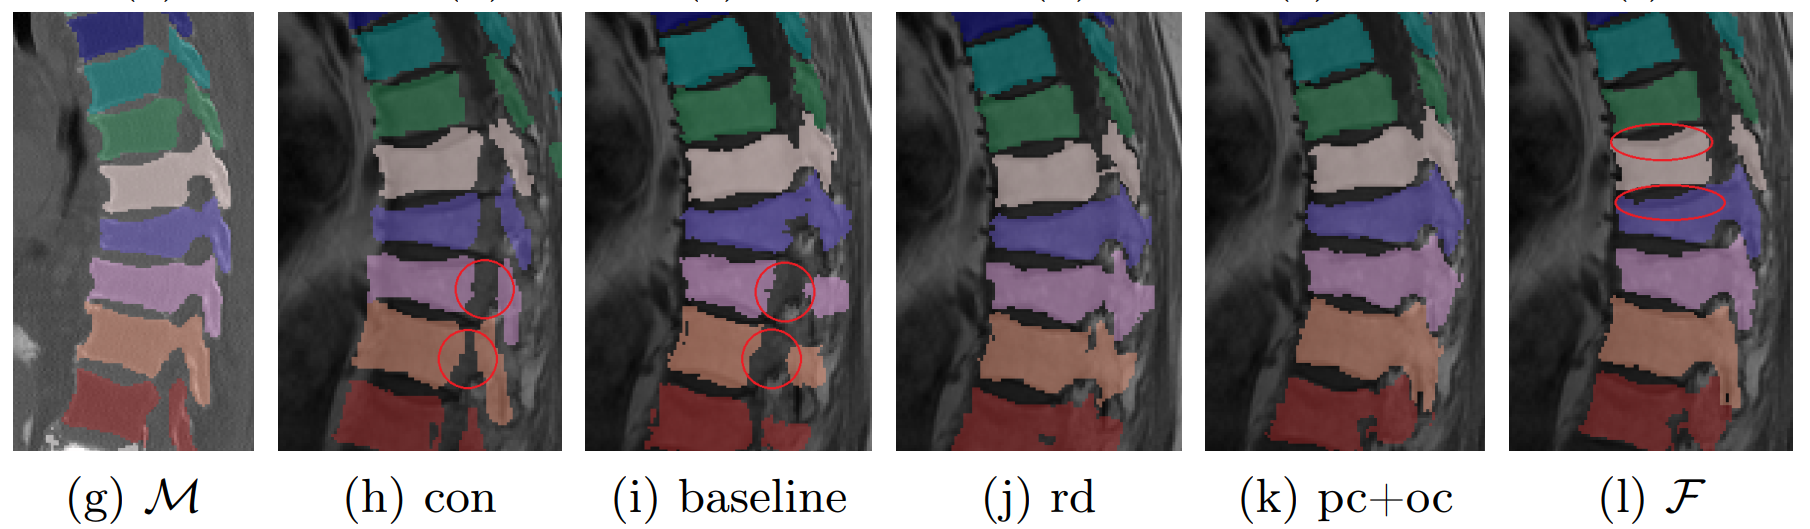 (g) ℳ (h) con (i) baseline (j) rd (k) pc+oc (l) ℱ